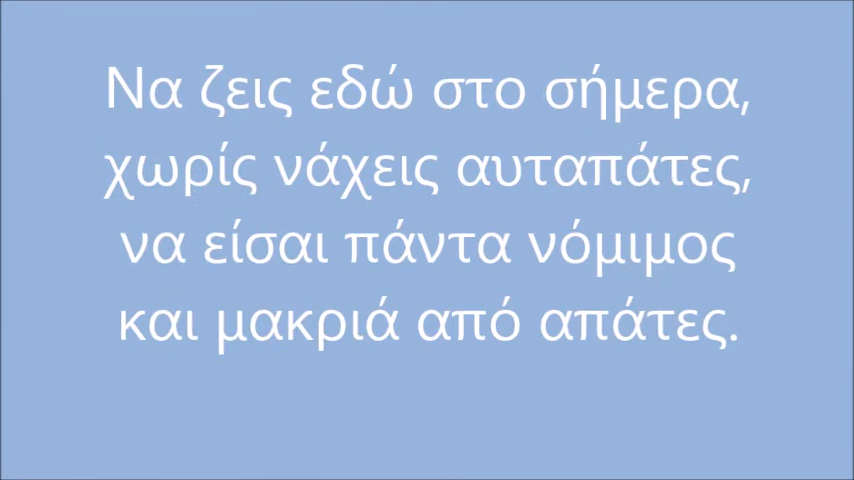 Να ζεις εδώ στο σήμερα,
χωρίς νάχεις αυταπάτες,
να είσαι πάντα νόμιμος
και μακριά από απάτες.